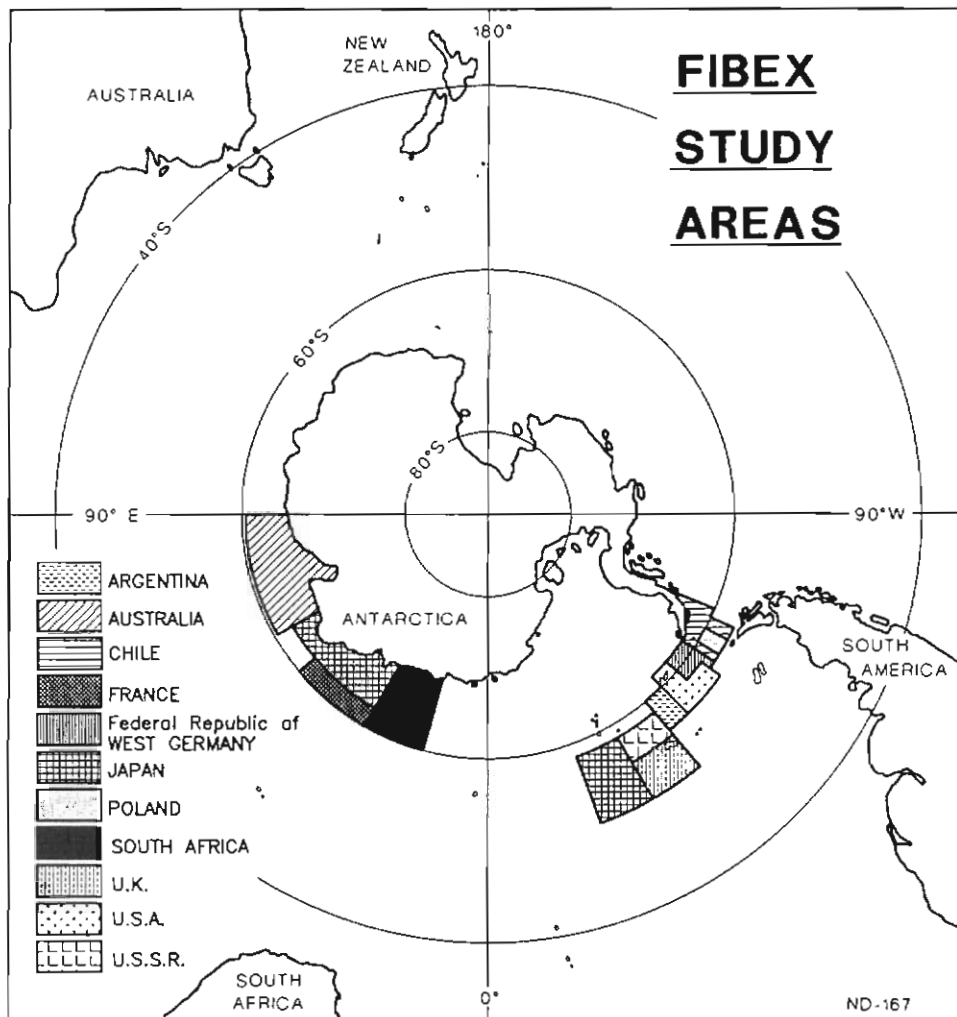 FIBEX
STUDY
AREAS
180°
NEW
ZEALAND
AUSTRALIA
40°S
60°S
80°S
90° E
90°W
ANTARCTICA
SOUTH
AMERICA
ARGENTINA
AUSTRALIA
CHILE
FRANCE
Federal Republic of
WEST GERMANY
JAPAN
POLAND
SOUTH AFRICA
U.K.
U.S.A.
U.S.S.R.
SOUTH
AFRICA
0°
ND-167